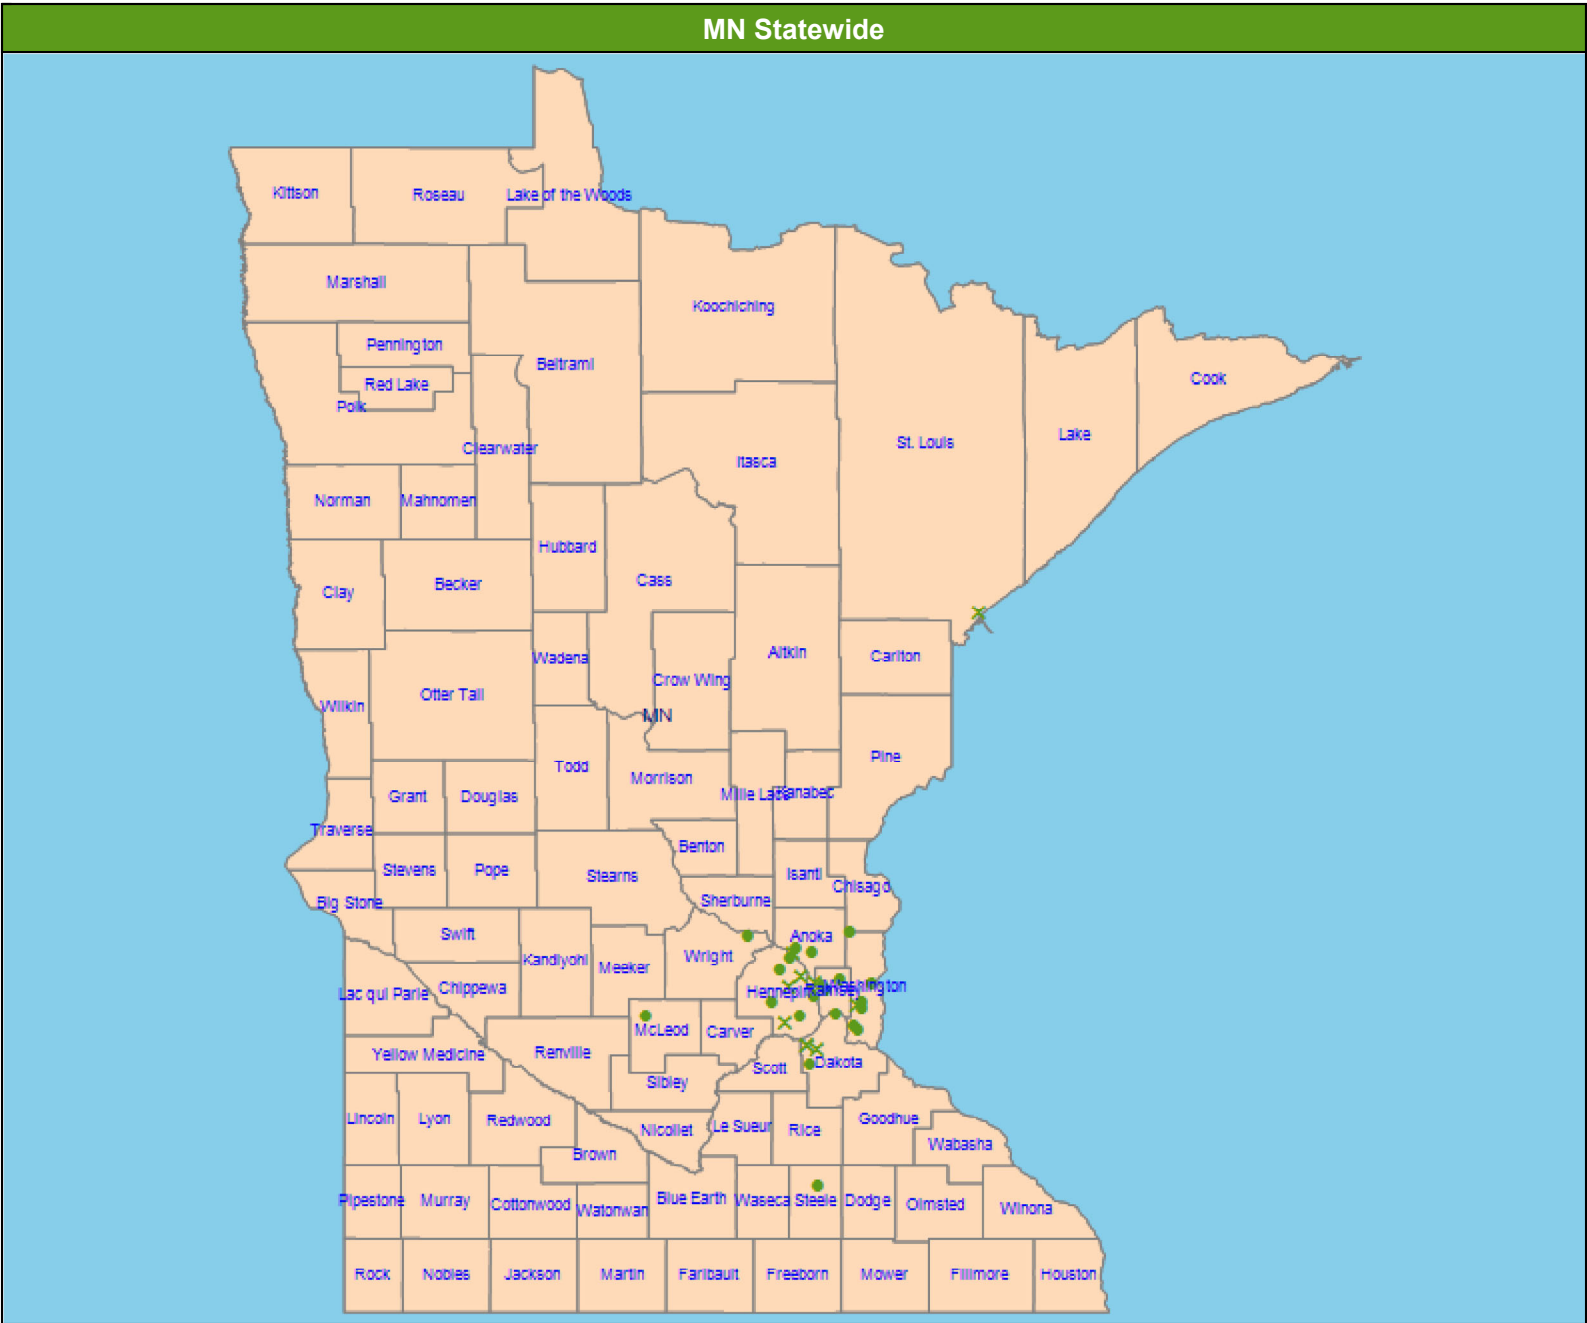 MN Statewide
Kittson
Roseau
Lake of the Woods
Marshall
Koochiching
Pennington
Beltrami
Red Lake
Cook
Polk
Lake
St. Louis
Clearwater
Itasca
Norman
Mahnomen
Hubbard
Cass
Becker
Clay
Aitkin
Carlton
Wadena
Crow Wing
Otter Tail
Wilkin
MN
Pine
Todd
Morrison
Mille Lacs
Kanabec
Grant
Douglas
Traverse
Benton
Stevens
Pope
Stearns
Isanti
Chisago
Big Stone
Sherburne
Swift
Anoka
Wright
Kandiyohi
Meeker
Chippewa
Lac qui Parle
Hennepin
Ramsey
Washington
McLeod
Carver
Yellow Medicine
Renville
Scott
Dakota
Sibley
Lincoln
Lyon
Redwood
Nicollet
Le Sueur
Rice
Goodhue
Wabasha
Brown
Pipestone
Murray
Cottonwood
Watonwan
Blue Earth
Waseca
Steele
Dodge
Olmsted
Winona
Rock
Nobles
Jackson
Martin
Faribault
Freeborn
Mower
Fillmore
Houston